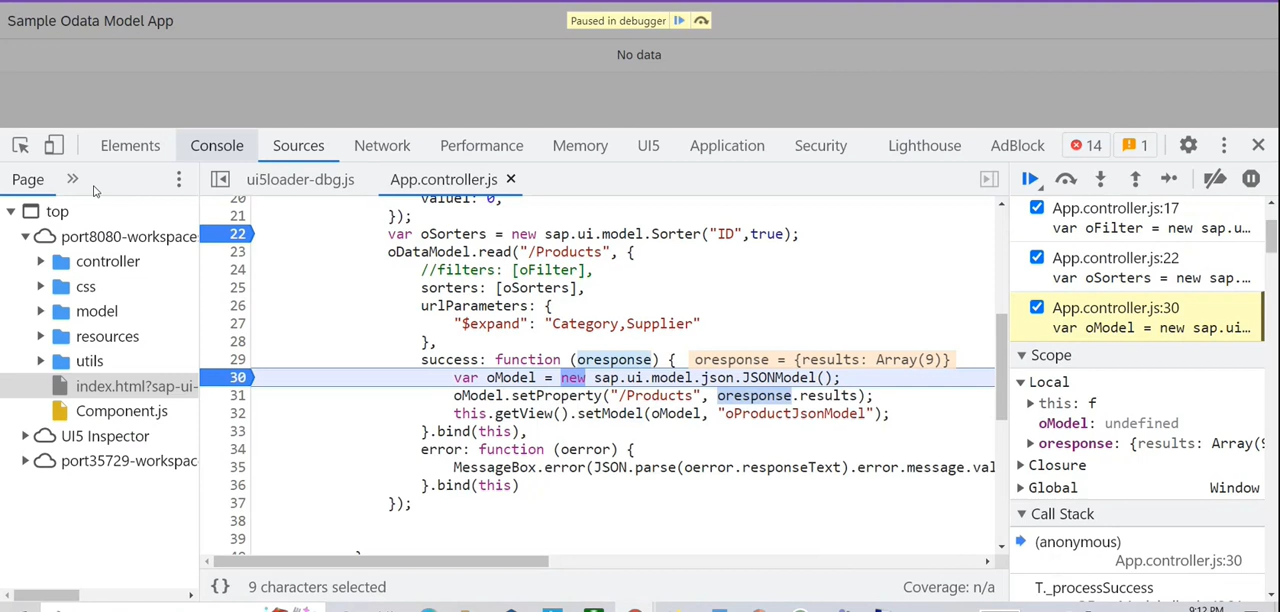 Sample Odata Model App
Paused in debugger
No data
Elements Console Sources Network Performance Memory UI5 Application Security Lighthouse AdBlock 14 1
Page
ui5loader-dbg.js App.controller.js
top
port8080-workspace
controller
css
model
resources
utils
index.html?sap-ui-
Component.js
UI5 Inspector
port35729-workspac
20 value1: 0,
21 });
22 var oSorters = new sap.ui.model.Sorter("ID",true);
23 oDataModel.read("/Products", {
24 //filters: [oFilter],
25 sorters: [oSorters],
26 urlParameters: {
27 "$expand": "Category,Supplier"
28 },
29 success: function (oresponse) { oresponse = {results: Array(9)}
30 var oModel = new sap.ui.model.json.JSONModel();
31 oModel.setProperty("/Products", oresponse.results);
32 this.getView().setModel(oModel, "oProductJsonModel");
33 }.bind(this),
34 error: function (oerror) {
35 MessageBox.error(JSON.parse(oerror.responseText).error.message.val
36 }.bind(this)
37 });
38
39
{} 9 characters selected
Coverage: n/a
App.controller.js:17
var oFilter = new sap.u...
App.controller.js:22
var oSorters = new sap....
App.controller.js:30
var oModel = new sap.ui...
Scope
Local
this: f
oModel: undefined
oresponse: {results: Array(9
Closure
Global Window
Call Stack
(anonymous)
App.controller.js:30
T._processSuccess
9:12 PM